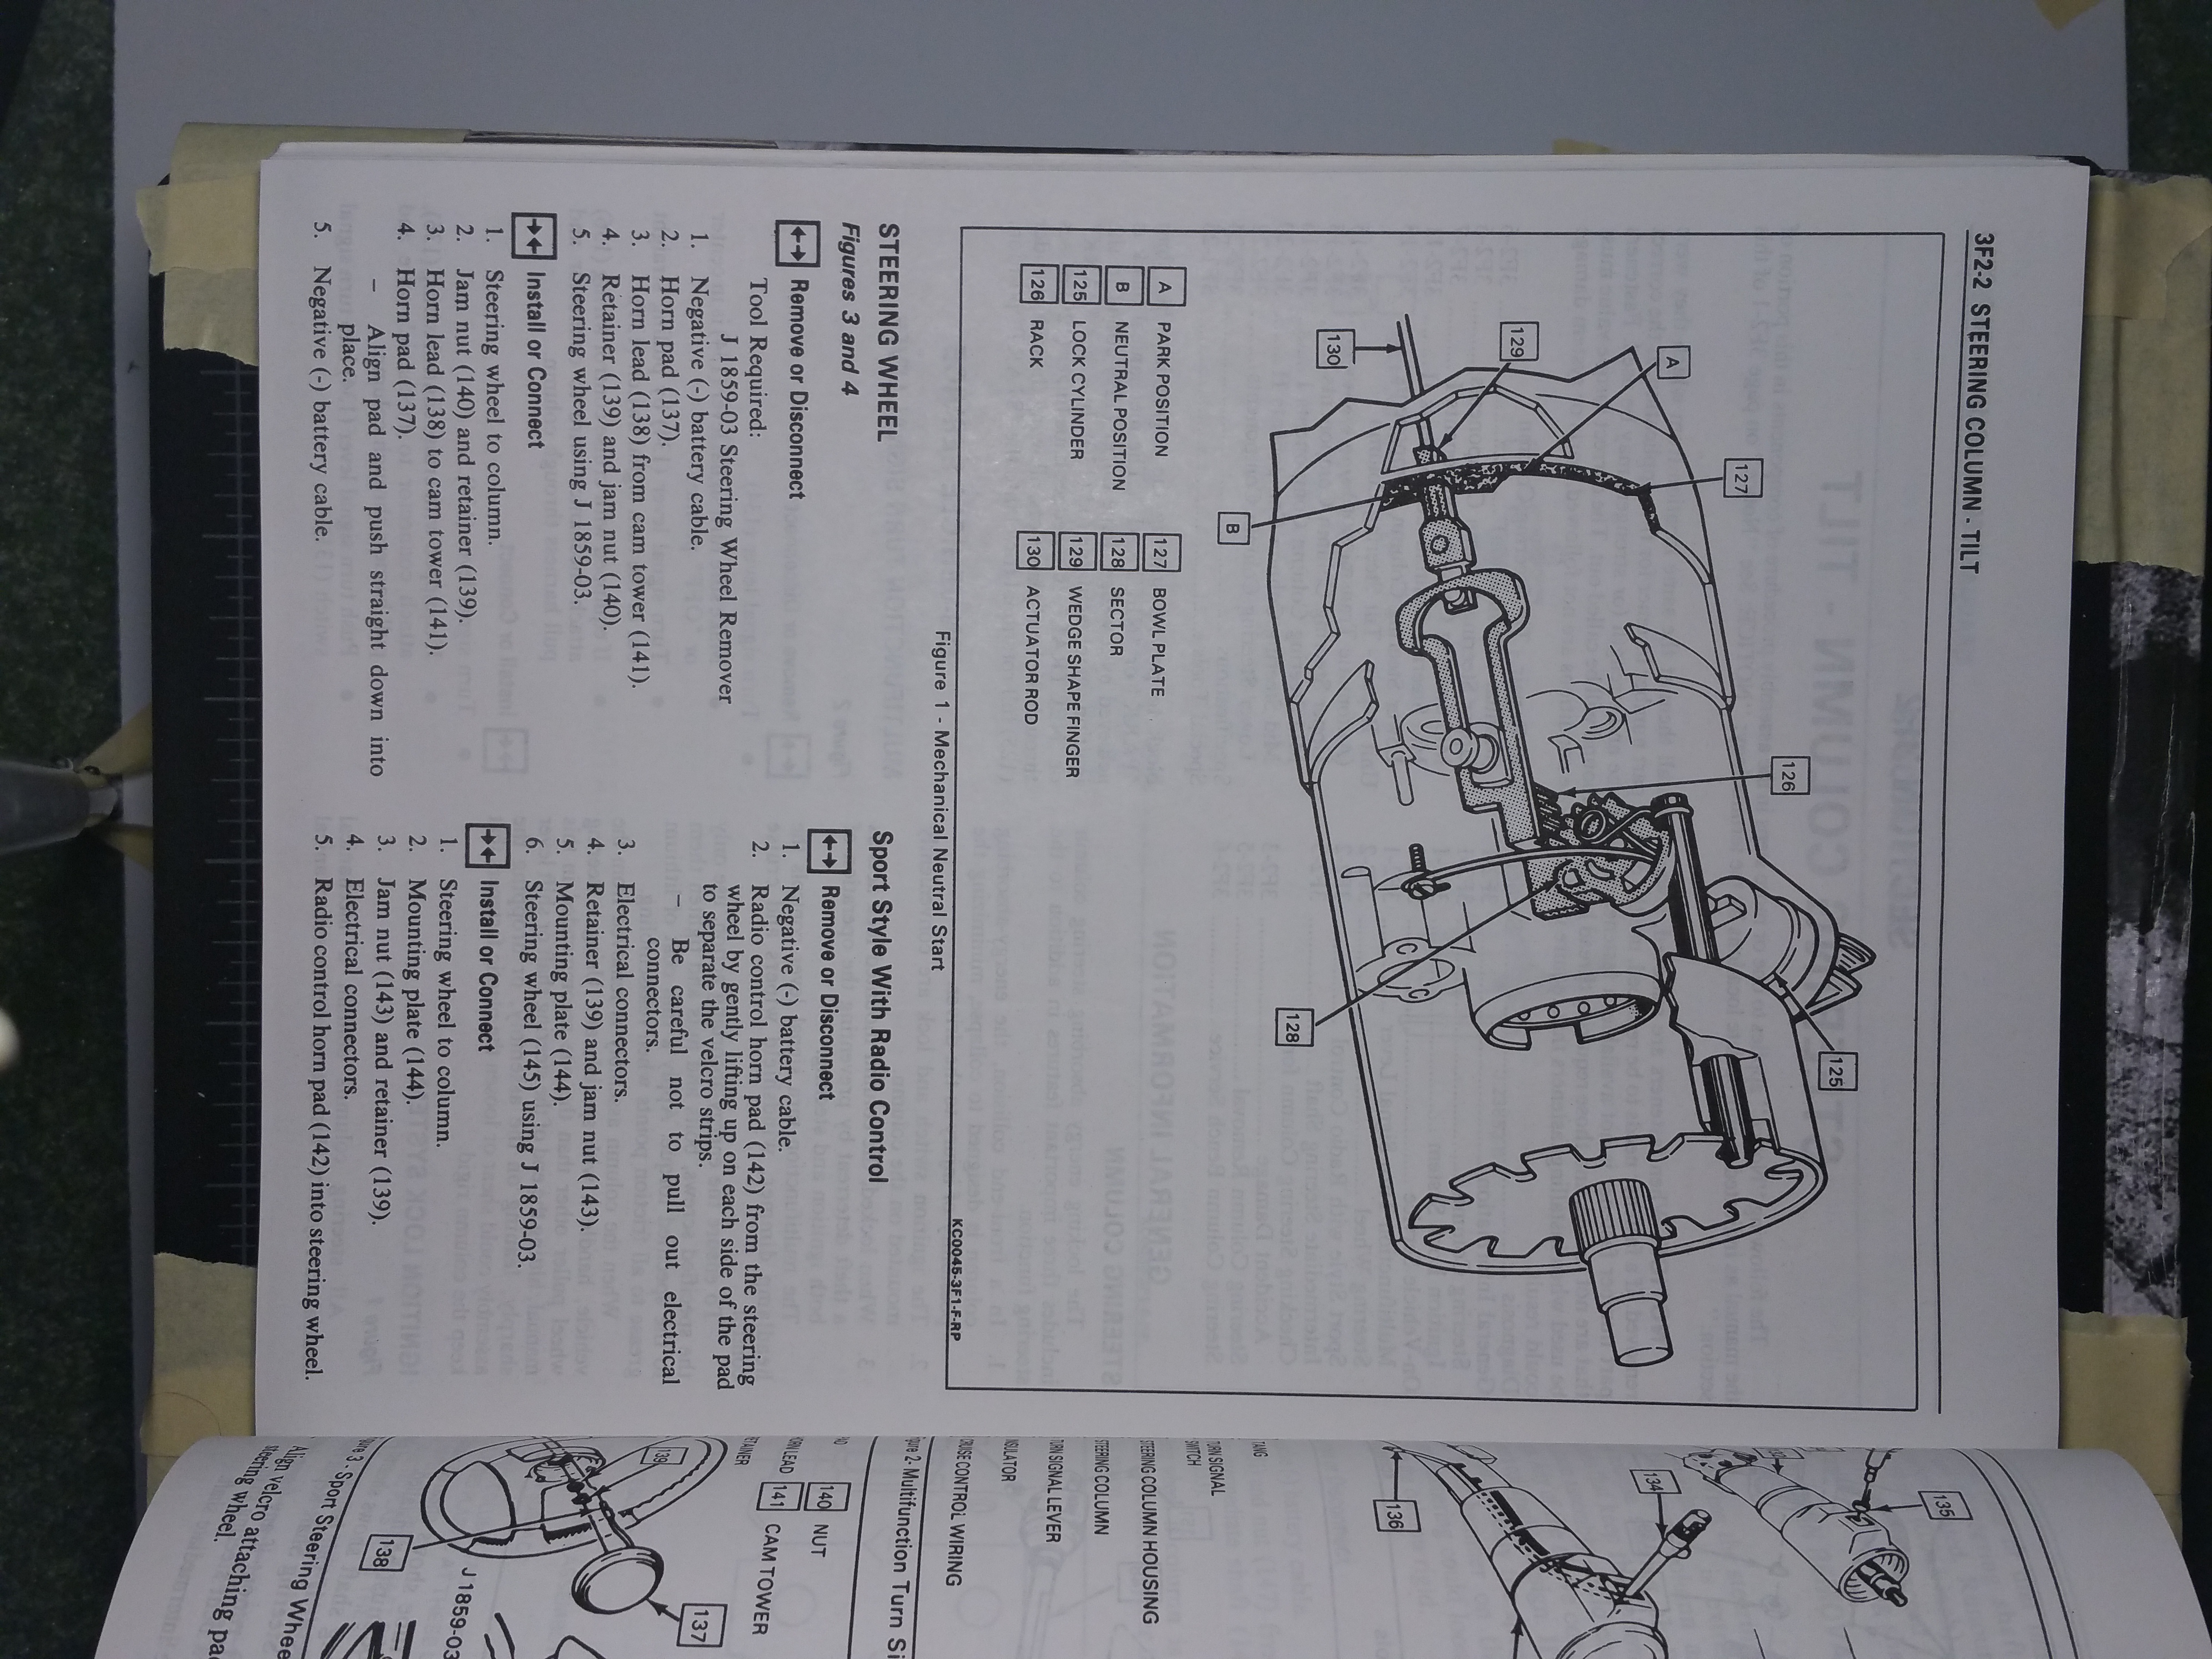 3F2-2 STEERING COLUMN - TILT
A
127
126
125
129
130
B
128
A PARK POSITION
B NEUTRAL POSITION
125 LOCK CYLINDER
126 RACK
127 BOWL PLATE
128 SECTOR
129 WEDGE SHAPE FINGER
130 ACTUATOR ROD
KC0045-3F1-F-RP
Figure 1 - Mechanical Neutral Start
STEERING WHEEL
Figures 3 and 4
Remove or Disconnect
Tool Required:
J 1859-03 Steering Wheel Remover
1. Negative (-) battery cable.
2. Horn pad (137).
3. Horn lead (138) from cam tower (141).
4. Retainer (139) and jam nut (140).
5. Steering wheel using J 1859-03.
Install or Connect
1. Steering wheel to column.
2. Jam nut (140) and retainer (139).
3. Horn lead (138) to cam tower (141).
4. Horn pad (137).
– Align pad and push straight down into
place.
5. Negative (-) battery cable.
Sport Style With Radio Control
Remove or Disconnect
1. Negative (-) battery cable.
2. Radio control horn pad (142) from the steering
wheel by gently lifting up on each side of the pad
to separate the velcro strips.
– Be careful not to pull out electrical
connectors.
3. Electrical connectors.
4. Retainer (139) and jam nut (143).
5. Mounting plate (144).
6. Steering wheel (145) using J 1859-03.
Install or Connect
1. Steering wheel to column.
2. Mounting plate (144).
3. Jam nut (143) and retainer (139).
4. Electrical connectors.
5. Radio control horn pad (142) into steering wheel.
135
134
136
TURN SIGNAL
SWITCH
STEERING COLUMN HOUSING
STEERING COLUMN
TURN SIGNAL LEVER
CRUISE CONTROL WIRING
2- Multifunction Turn Si
140 NUT
141 CAM TOWER
139
137
138
J 1859-03
3 - Sport Steering Whee
Align velcro attaching pa
steering wheel.